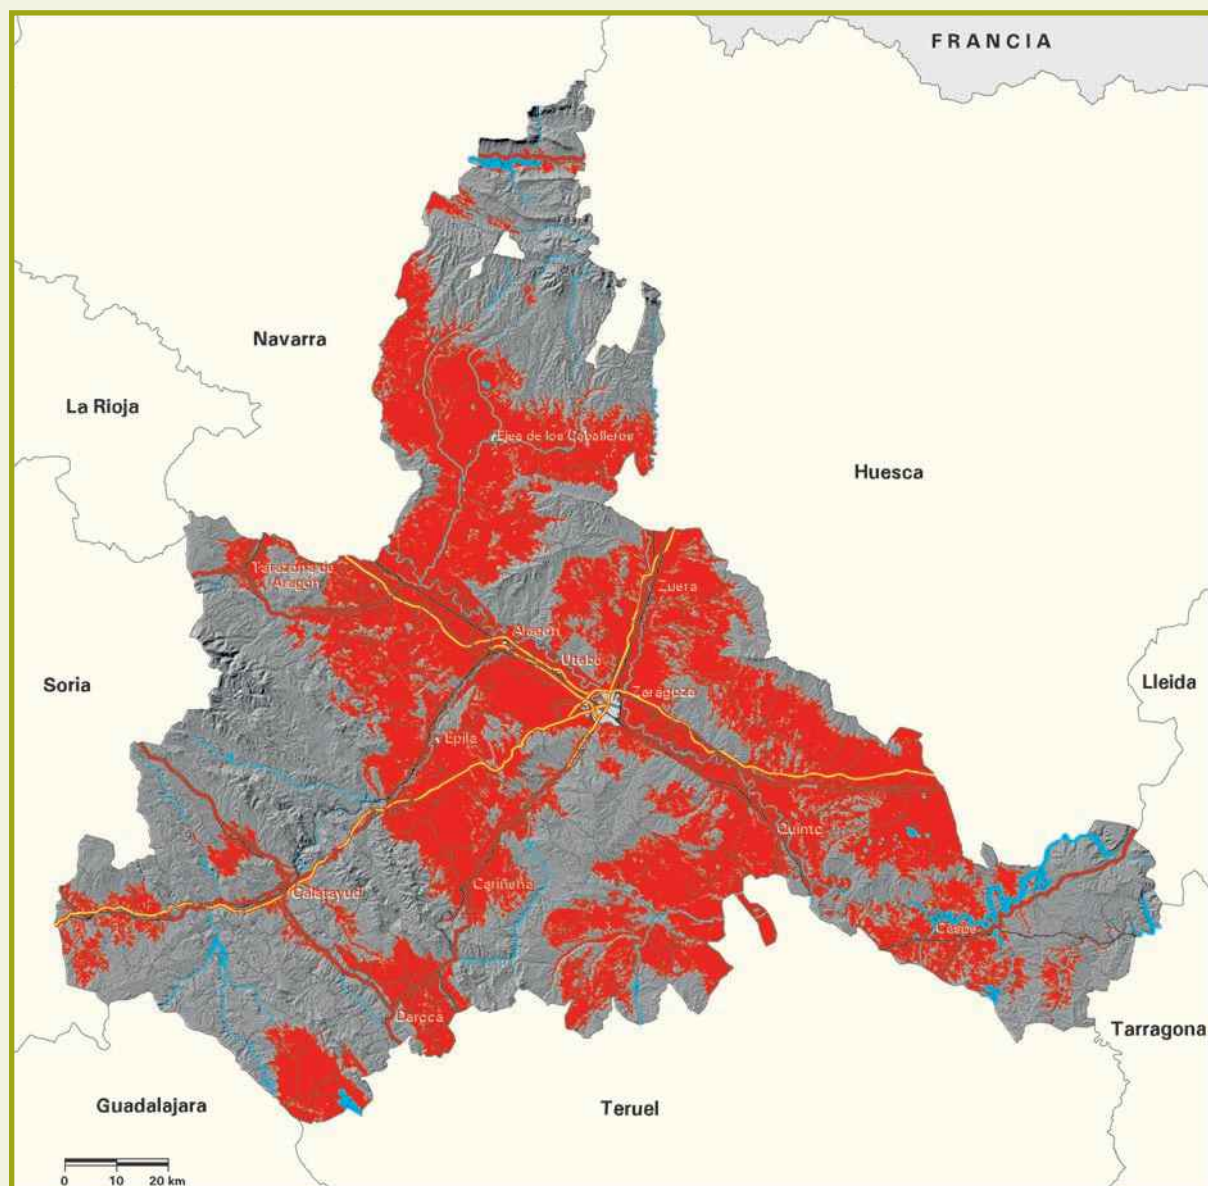 FRANCIA
Navarra
La Rioja
Ejea de los Caballeros
Huesca
Tarazona de
Aragón
Zuera
Alagón
Utebo
Soria
Lleida
Zaragoza
Épila
Quinto
Calatayud
Cariñena
Caspe
Daroca
Tarragona
Guadalajara
Teruel
0 10 20 km